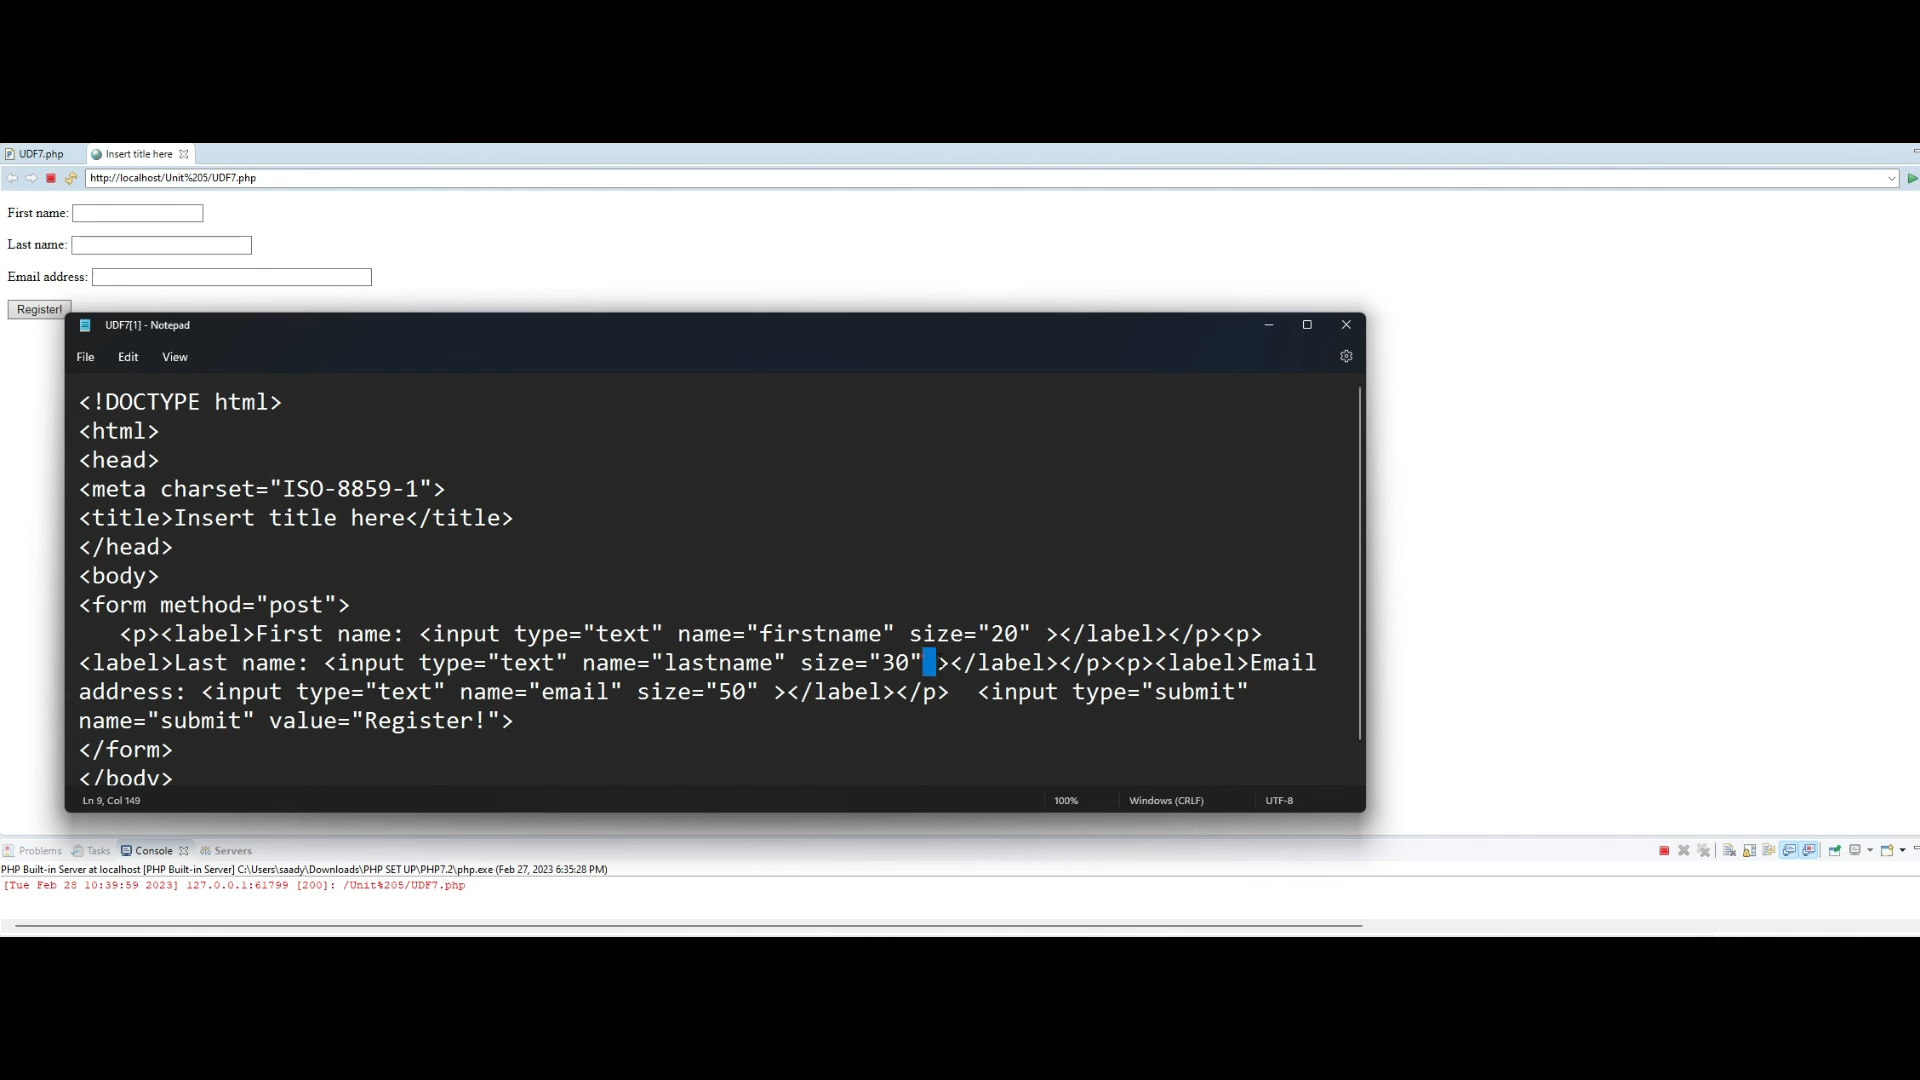 UDF7.php
Insert title here
http://localhost/Unit%205/UDF7.php
First name:
Last name:
Email address:
Register!
UDF7[1] - Notepad
File Edit View
<!DOCTYPE html>
<html>
<head>
<meta charset="ISO-8859-1">
<title>Insert title here</title>
</head>
<body>
<form method="post">
<p><label>First name: <input type="text" name="firstname" size="20" ></label></p><p>
<label>Last name: <input type="text" name="lastname" size="30" ></label></p><p><label>Email
address: <input type="text" name="email" size="50" ></label></p>  <input type="submit"
name="submit" value="Register!">
</form>
</body>
Ln 9, Col 149 100% Windows (CRLF) UTF-8
Problems Tasks Console Servers
PHP Built-in Server at localhost [PHP Built-in Server] C:\Users\saady\Downloads\PHP SET UP\PHP7.2\php.exe (Feb 27, 2023 6:35:28 PM)
[Tue Feb 28 10:39:59 2023] 127.0.0.1:61799 [200]: /Unit%205/UDF7.php